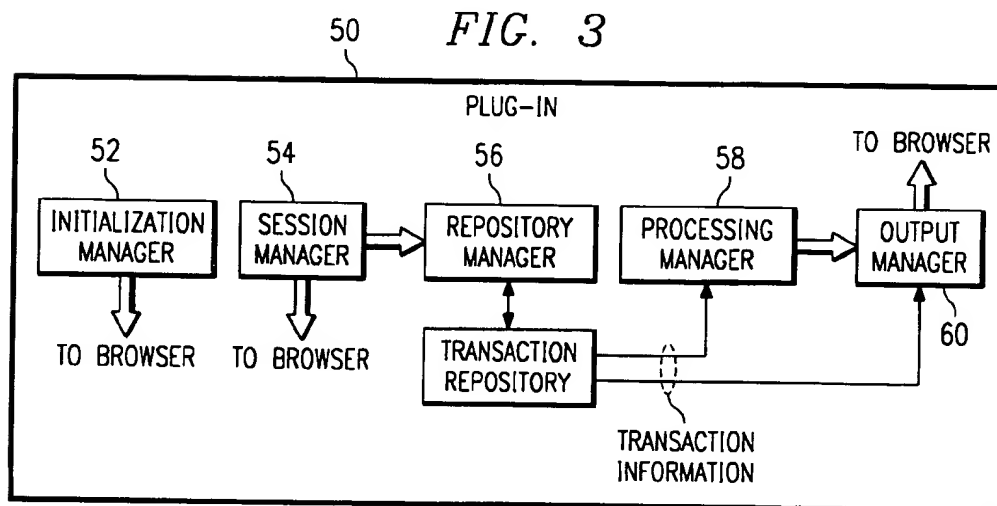 FIG. 3
50
PLUG-IN
52
54
56
58
TO BROWSER
INITIALIZATION
MANAGER
SESSION
MANAGER
REPOSITORY
MANAGER
PROCESSING
MANAGER
OUTPUT
MANAGER
60
TO BROWSER
TO BROWSER
TRANSACTION
REPOSITORY
TRANSACTION
INFORMATION